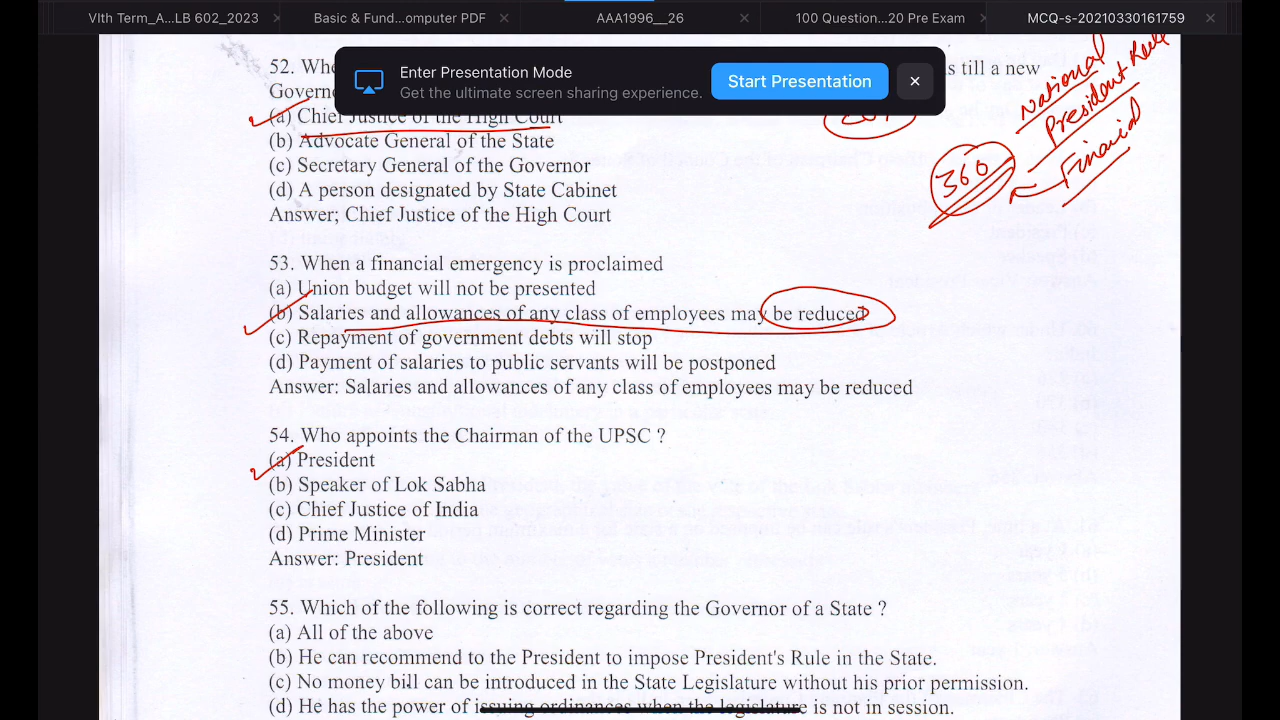 VIth Term_A...LB 602_2023 × Basic & Fund...omputer PDF × AAA1996__26 × 100 Question...20 Pre Exam × MCQ-s-20210330161759 ×
52. Who
s till a new
Enter Presentation Mode
Get the ultimate screen sharing experience.
Start Presentation ×
Governo
National
President Rule
Financial
360
(a) Chief Justice of the High Court
(b) Advocate General of the State
(c) Secretary General of the Governor
(d) A person designated by State Cabinet
Answer; Chief Justice of the High Court
53. When a financial emergency is proclaimed
(a) Union budget will not be presented
(b) Salaries and allowances of any class of employees may be reduced
(c) Repayment of government debts will stop
(d) Payment of salaries to public servants will be postponed
Answer: Salaries and allowances of any class of employees may be reduced
54. Who appoints the Chairman of the UPSC ?
(a) President
(b) Speaker of Lok Sabha
(c) Chief Justice of India
(d) Prime Minister
Answer: President
55. Which of the following is correct regarding the Governor of a State ?
(a) All of the above
(b) He can recommend to the President to impose President's Rule in the State.
(c) No money bill can be introduced in the State Legislature without his prior permission.
(d) He has the power of issuing ordinances when the legislature is not in session.